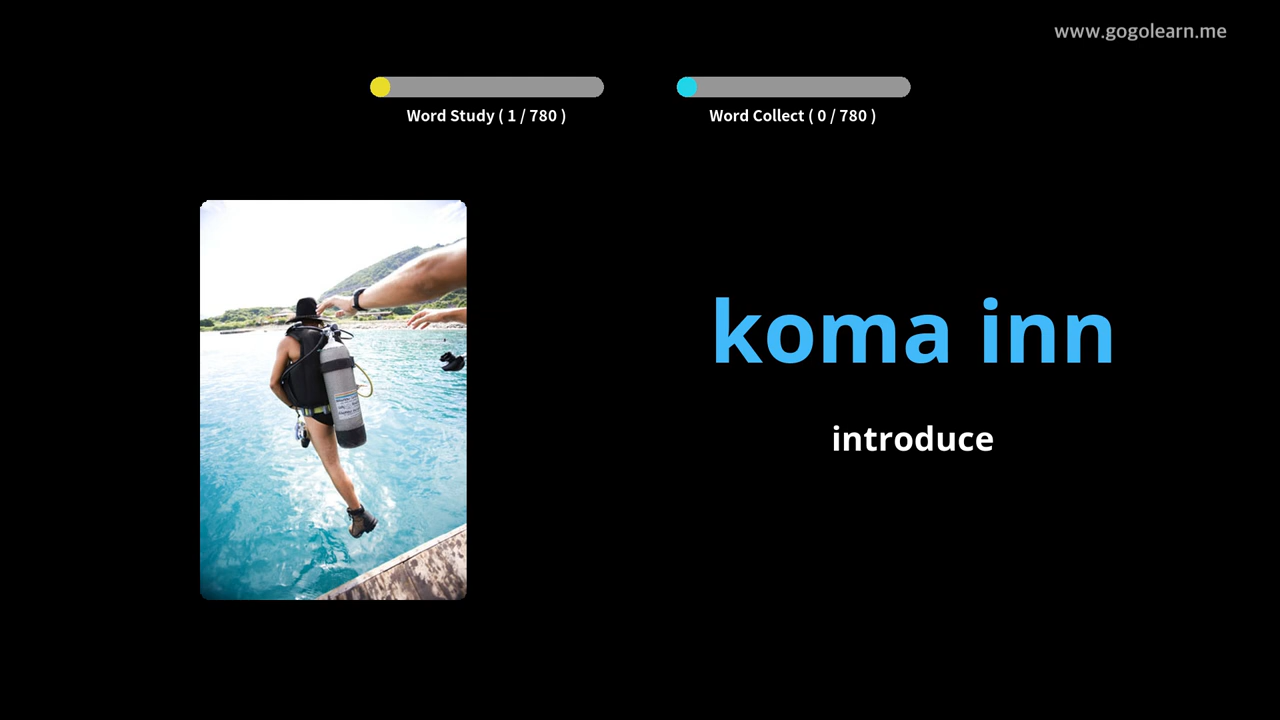 www.gogolearn.me
Word Study ( 1 / 780 )
Word Collect ( 0 / 780 )
koma inn
introduce